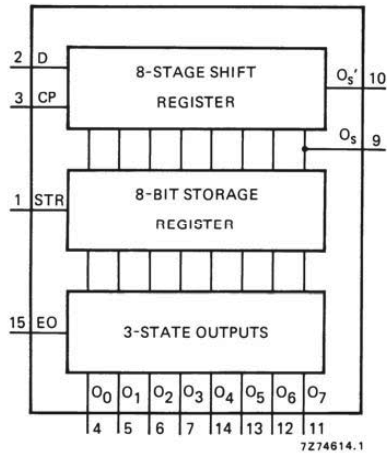 2 D
3 CP
8-STAGE SHIFT
REGISTER
Os' 10
Os 9
1 STR
8-BIT STORAGE
REGISTER
15 EO
3-STATE OUTPUTS
O0 O1 O2 O3 O4 O5 O6 O7
4 5 6 7 14 13 12 11
7Z74614.1